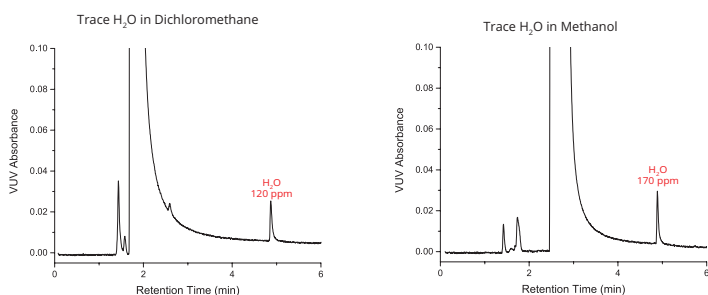 Trace H₂O in Dichloromethane
0.10
0.08
0.06
0.04
0.02
0.00
VUV Absorbance
H₂O
120 ppm
0
2
4
6
Retention Time (min)
Trace H₂O in Methanol
0.10
0.08
0.06
0.04
0.02
0.00
VUV Absorbance
H₂O
170 ppm
0
2
4
6
Retention Time (min)